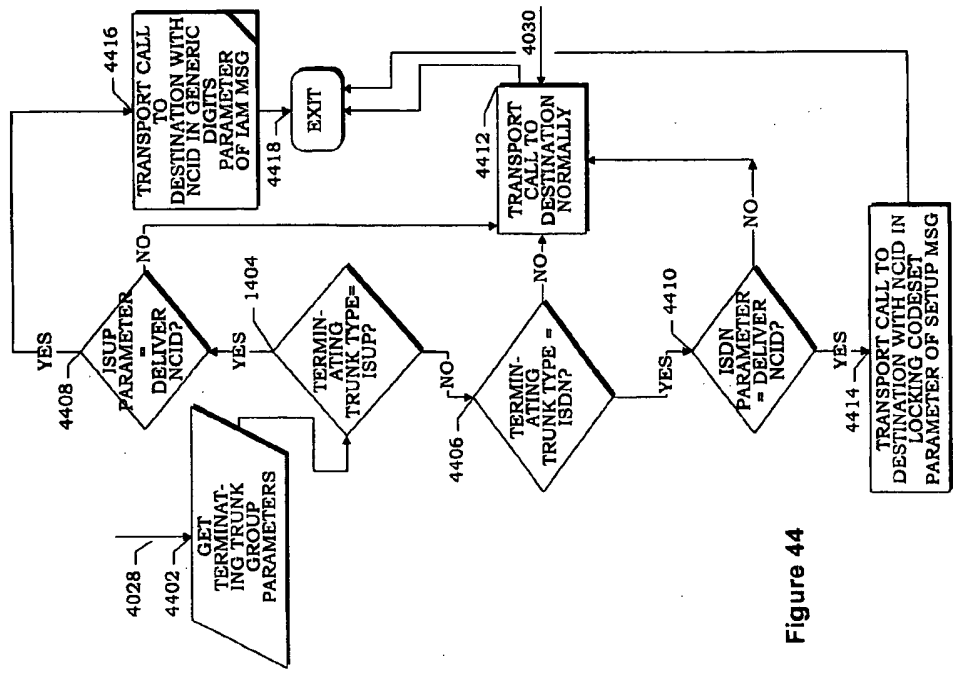 4028
4402
GET
TERMINAT-
ING TRUNK
GROUP
PARAMETERS
1404
TERMIN-
ATING
TRUNK TYPE=
ISUP?
YES
NO
4408
ISUP
PARAMETER
=
DELIVER
NCID?
YES
NO
4416
TRANSPORT CALL
TO
DESTINATION WITH
NCID IN GENERIC
DIGITS
PARAMETER
OF IAM MSG
4418
EXIT
4406
TERMIN-
ATING
TRUNK TYPE =
ISDN?
NO
YES
4412
TRANSPORT
CALL TO
DESTINATION
NORMALLY
4030
4410
ISDN
PARAMETER
= DELIVER
NCID?
NO
YES
4414
TRANSPORT CALL TO
DESTINATION WITH NCID IN
LOCKING CODESET
PARAMETER OF SETUP MSG
Figure 44